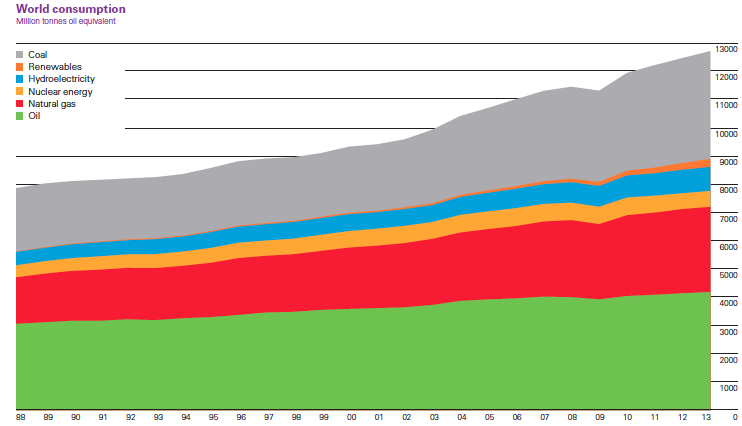 World consumption
Million tonnes oil equivalent
Coal
Renewables
Hydroelectricity
Nuclear energy
Natural gas
Oil
13000
12000
11000
10000
9000
8000
7000
6000
5000
4000
3000
2000
1000
88 89 90 91 92 93 94 95 96 97 98 99 00 01 02 03 04 05 06 07 08 09 10 11 12 13 0